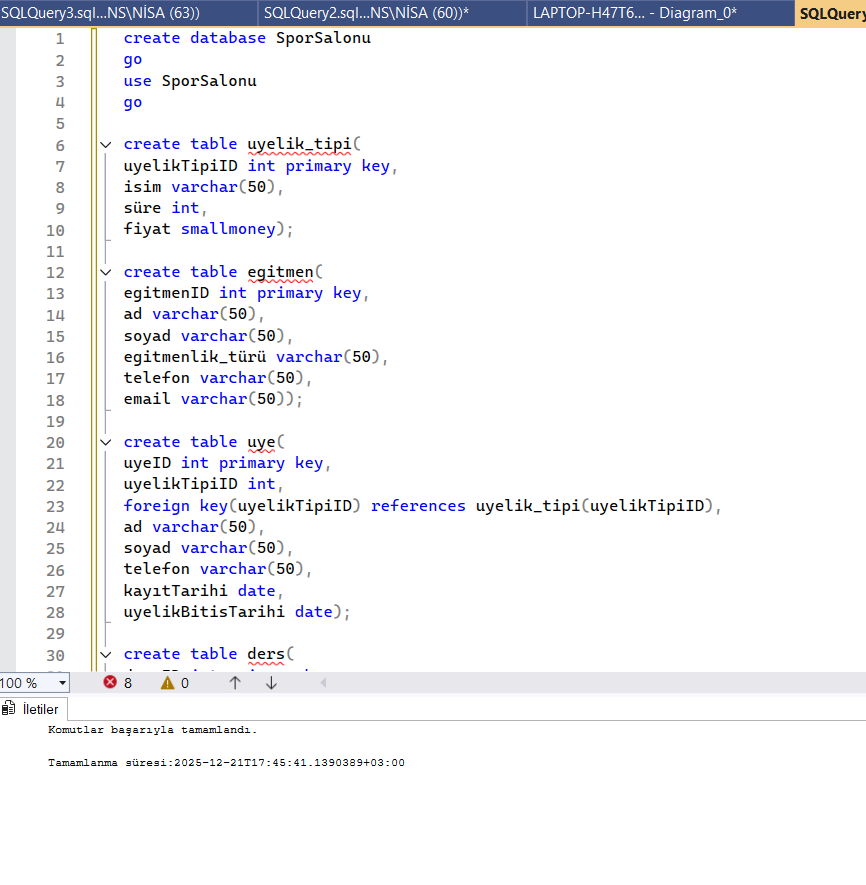 SQLQuery3.sql...NS\NİSA (63))
SQLQuery2.sql...NS\NİSA (60))*
LAPTOP-H47T6... - Diagram_0*
SQLQuery
1 create database SporSalonu
2 go
3 use SporSalonu
4 go
5
6 create table uyelik_tipi(
7 uyelikTipiID int primary key,
8 isim varchar(50),
9 süre int,
10 fiyat smallmoney);
11
12 create table egitmen(
13 egitmenID int primary key,
14 ad varchar(50),
15 soyad varchar(50),
16 egitmenlik_türü varchar(50),
17 telefon varchar(50),
18 email varchar(50));
19
20 create table uye(
21 uyeID int primary key,
22 uyelikTipiID int,
23 foreign key(uyelikTipiID) references uyelik_tipi(uyelikTipiID),
24 ad varchar(50),
25 soyad varchar(50),
26 telefon varchar(50),
27 kayıtTarihi date,
28 uyelikBitisTarihi date);
29
30 create table ders(
100 %
8
0
İletiler
Komutlar başarıyla tamamlandı.
Tamamlanma süresi:2025-12-21T17:45:41.1390389+03:00